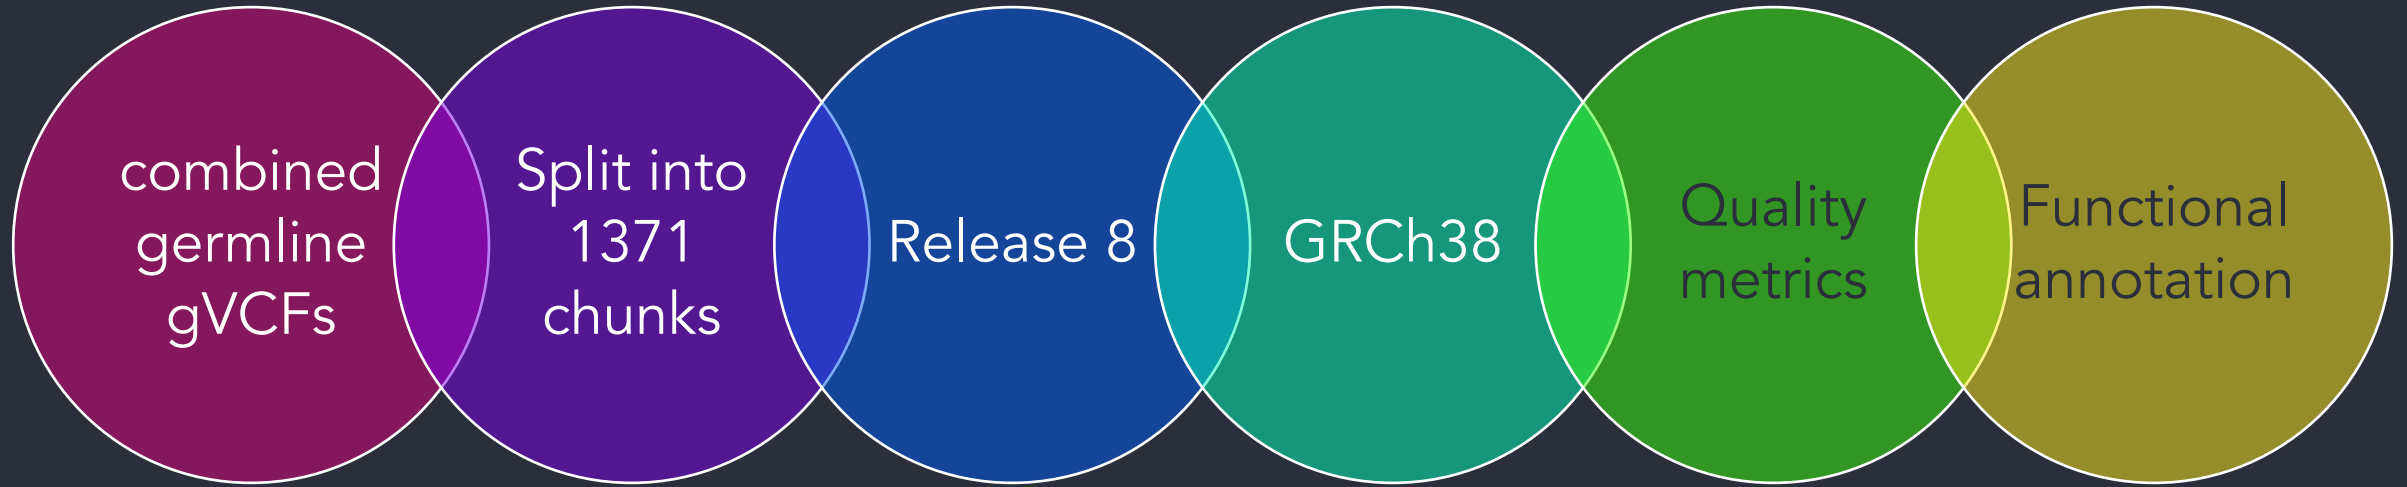 combined
germline
gVCFs
Split into
1371
chunks
Release 8
GRCh38
Quality
metrics
Functional
annotation